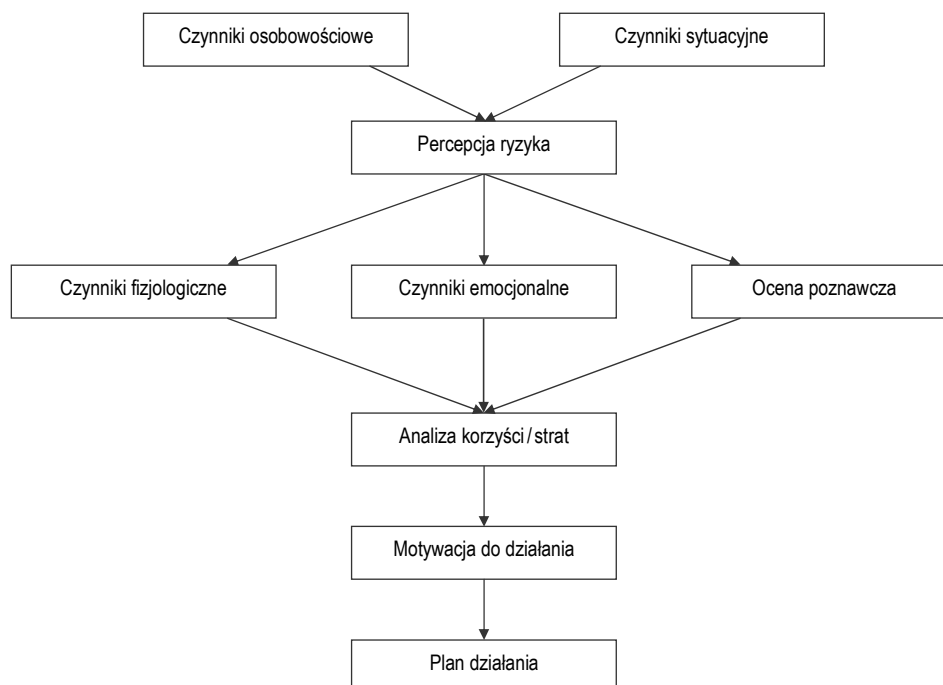 Czynniki osobowościowe
Czynniki sytuacyjne
Percepcja ryzyka
Czynniki fizjologiczne
Czynniki emocjonalne
Ocena poznawcza
Analiza korzyści / strat
Motywacja do działania
Plan działania